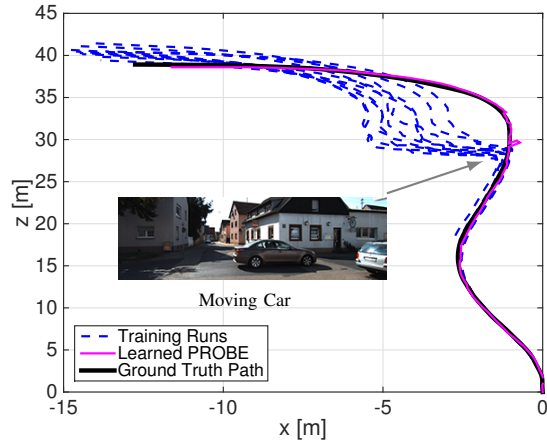 45
40
35
30
25
20
15
10
5
0
z [m]
Moving Car
Training Runs
Learned PROBE
Ground Truth Path
-15 -10 -5 0
x [m]